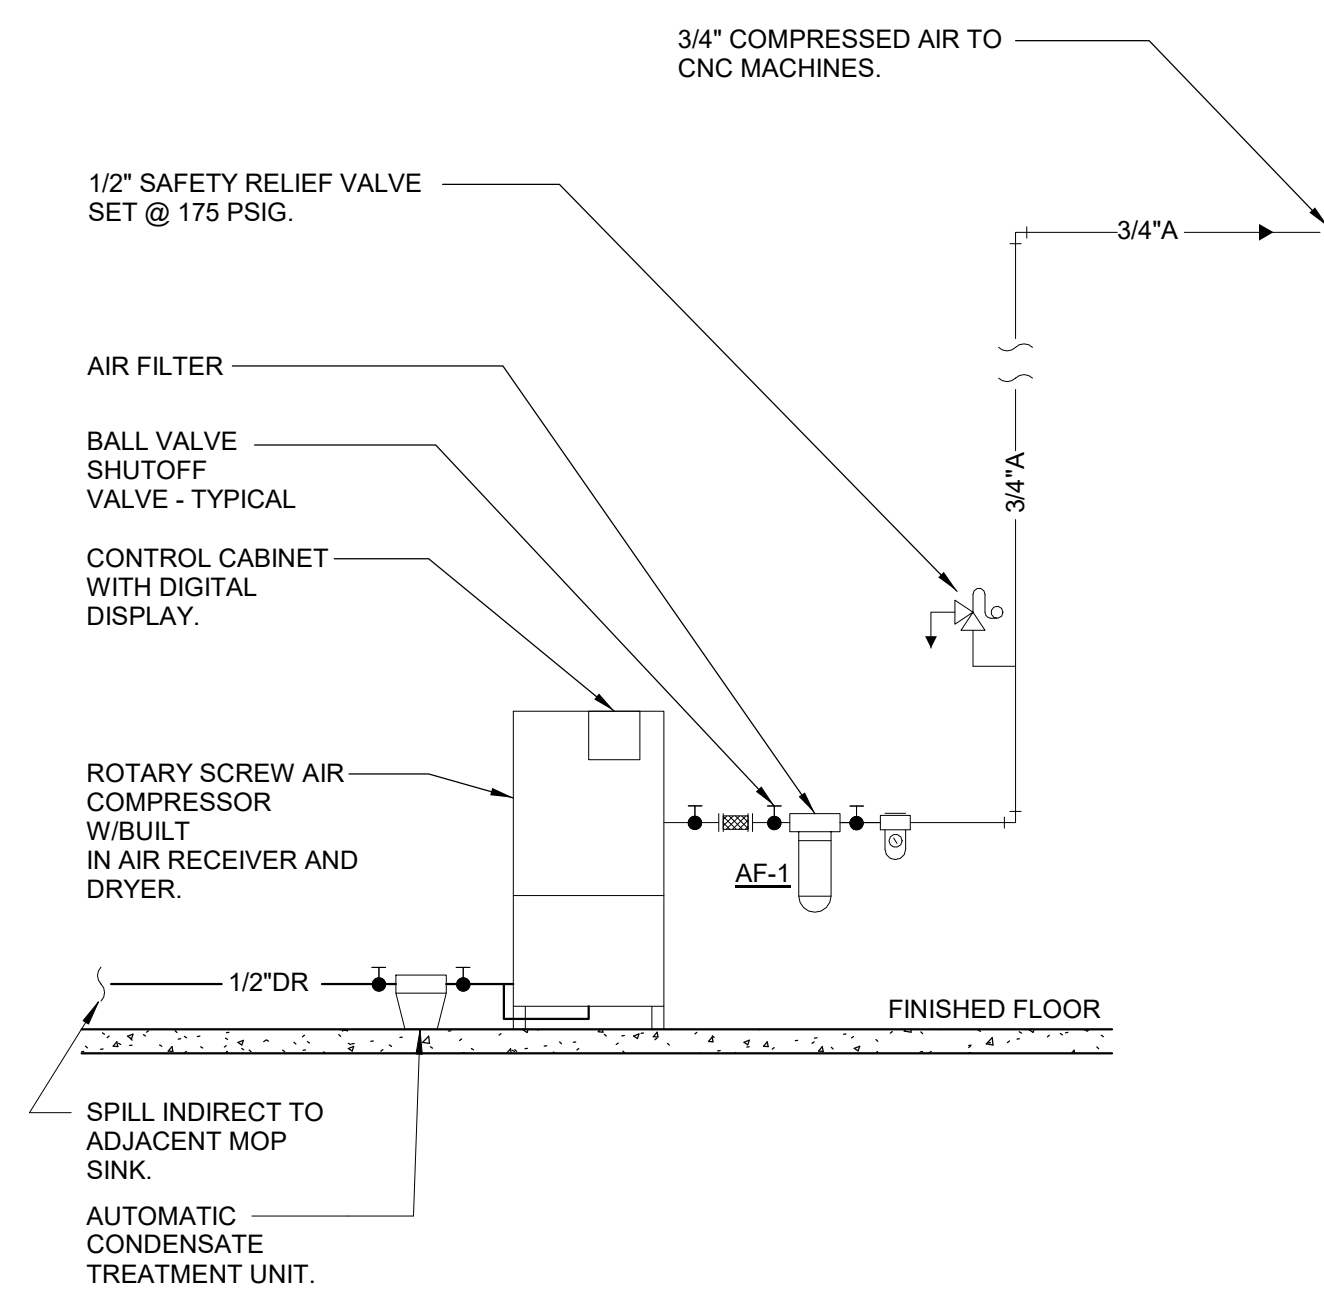 3/4" COMPRESSED AIR TO
CNC MACHINES.
1/2" SAFETY RELIEF VALVE
SET @ 175 PSIG.
3/4"A
AIR FILTER
BALL VALVE
SHUTOFF
VALVE - TYPICAL
3/4"A
CONTROL CABINET
WITH DIGITAL
DISPLAY.
ROTARY SCREW AIR
COMPRESSOR
W/BUILT
IN AIR RECEIVER AND
DRYER.
AF-1
1/2"DR
FINISHED FLOOR
SPILL INDIRECT TO
ADJACENT MOP
SINK.
AUTOMATIC
CONDENSATE
TREATMENT UNIT.